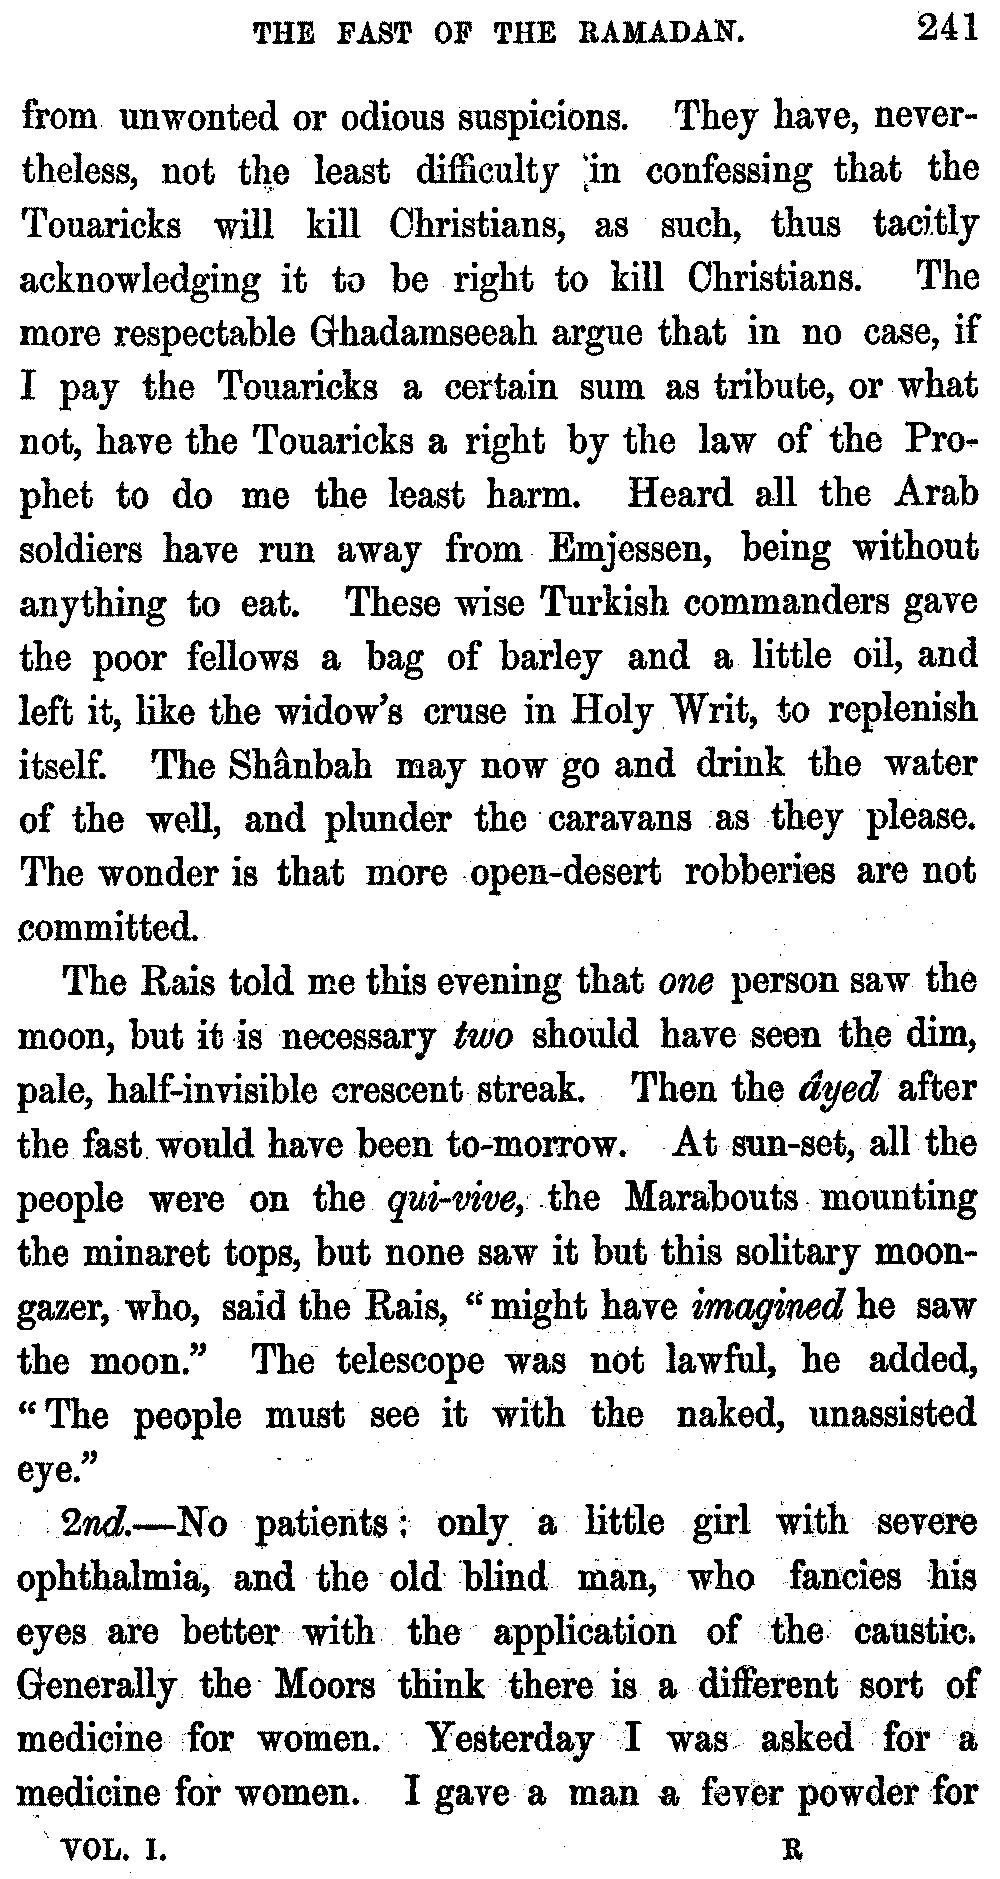 THE FAST OF THE RAMADAN. 241
from unwonted or odious suspicions. They have, never-
theless, not the least difficulty in confessing that the
Touaricks will kill Christians, as such, thus tacitly
acknowledging it to be right to kill Christians. The
more respectable Ghadamseeah argue that in no case, if
I pay the Touaricks a certain sum as tribute, or what
not, have the Touaricks a right by the law of the Pro-
phet to do me the least harm. Heard all the Arab
soldiers have run away from Emjessen, being without
anything to eat. These wise Turkish commanders gave
the poor fellows a bag of barley and a little oil, and
left it, like the widow's cruse in Holy Writ, to replenish
itself. The Shânbah may now go and drink the water
of the well, and plunder the caravans as they please.
The wonder is that more open-desert robberies are not
committed.
The Rais told me this evening that one person saw the
moon, but it is necessary two should have seen the dim,
pale, half-invisible crescent streak. Then the âyed after
the fast would have been to-morrow. At sun-set, all the
people were on the qui-vive, the Marabouts mounting
the minaret tops, but none saw it but this solitary moon-
gazer, who, said the Rais, "might have imagined he saw
the moon." The telescope was not lawful, he added,
"The people must see it with the naked, unassisted
eye."
2nd.—No patients: only a little girl with severe
ophthalmia, and the old blind man, who fancies his
eyes are better with the application of the caustic.
Generally the Moors think there is a different sort of
medicine for women. Yesterday I was asked for a
medicine for women. I gave a man a fever powder for
VOL. I. R